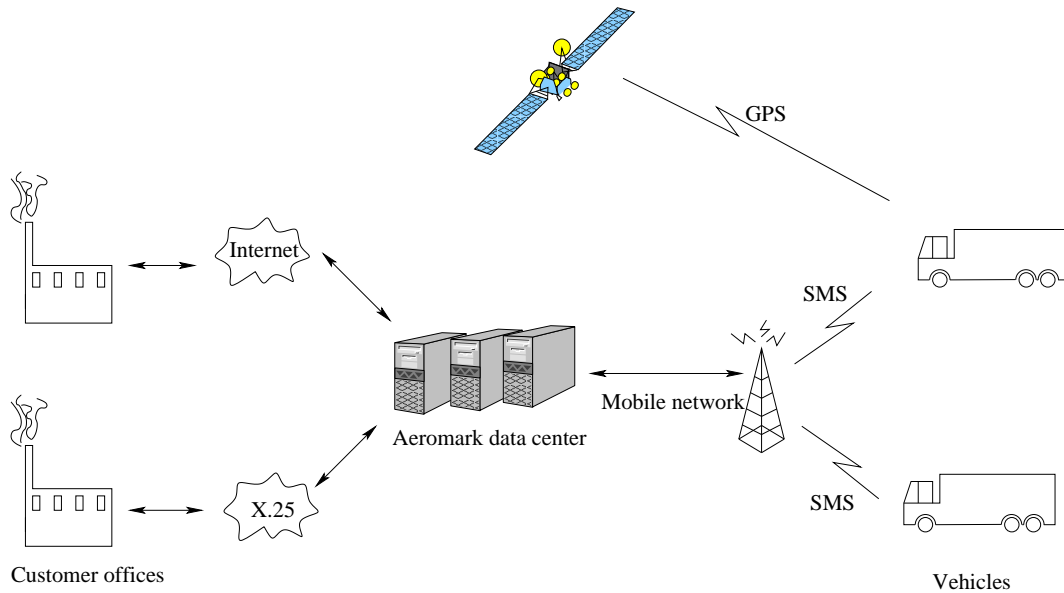 GPS
Internet
SMS
Mobile network
Aeromark data center
X.25
SMS
Customer offices
Vehicles